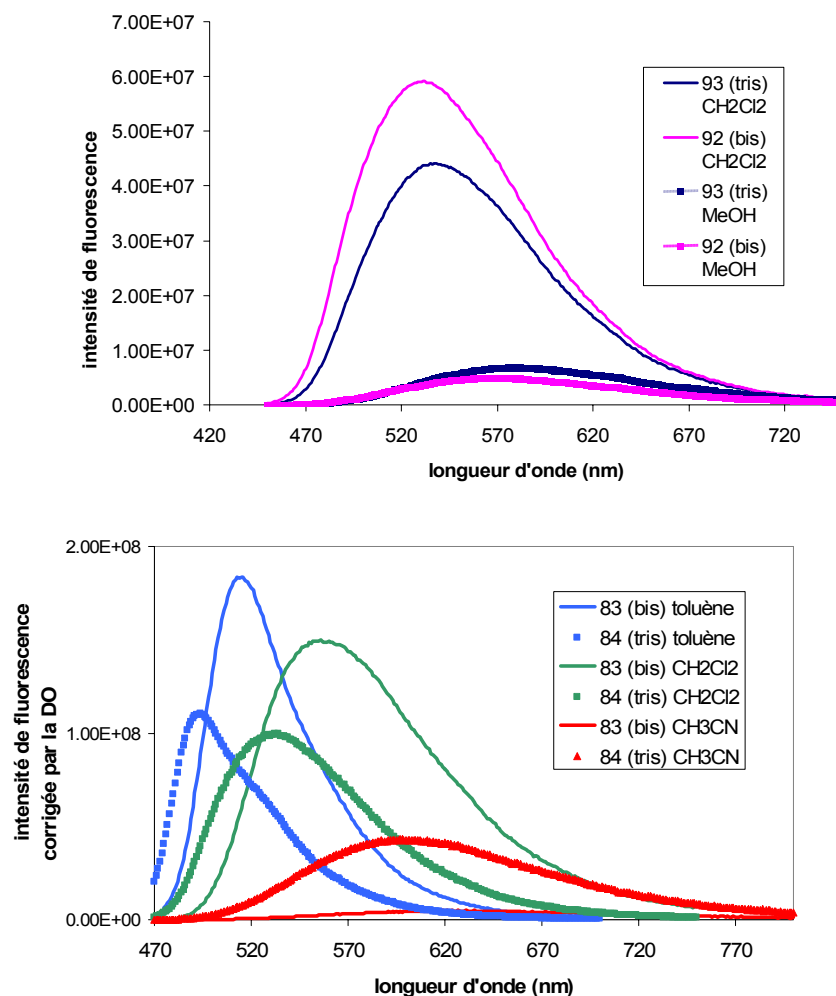 7.00E+07
6.00E+07
5.00E+07
4.00E+07
3.00E+07
2.00E+07
1.00E+07
0.00E+00
intensité de fluorescence
420 470 520 570 620 670 720
longueur d'onde (nm)
93 (tris)
CH2Cl2
92 (bis)
CH2Cl2
93 (tris)
MeOH
92 (bis)
MeOH
2.00E+08
1.00E+08
0.00E+00
intensité de fluorescence
corrigée par la DO
470 520 570 620 670 720 770
longueur d'onde (nm)
83 (bis) toluène
84 (tris) toluène
83 (bis) CH2Cl2
84 (tris) CH2Cl2
83 (bis) CH3CN
84 (tris) CH3CN